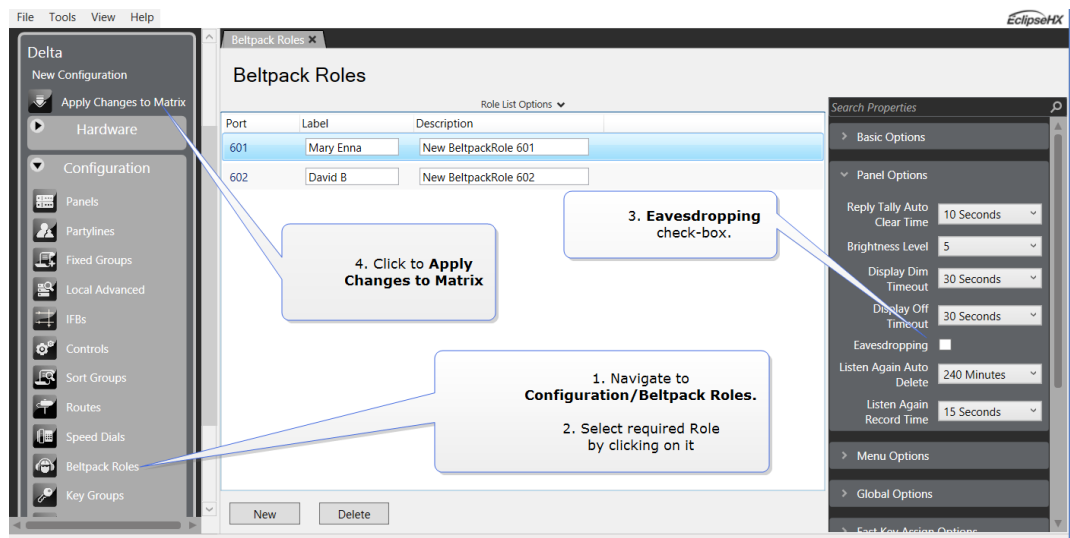 File Tools View Help
EclipseHX
Delta
New Configuration
Apply Changes to Matrix
Hardware
Configuration
Panels
Partylines
Fixed Groups
Local Advanced
IFBs
Controls
Sort Groups
Routes
Speed Dials
Beltpack Roles
Key Groups
Beltpack Roles ×
Beltpack Roles
Role List Options
Port Label Description
601 Mary Enna New BeltpackRole 601
602 David B New BeltpackRole 602
3. Eavesdropping
check-box.
4. Click to Apply
Changes to Matrix
1. Navigate to
Configuration/Beltpack Roles.
2. Select required Role
by clicking on it
New Delete
Search Properties
Basic Options
Panel Options
Reply Tally Auto
Clear Time
10 Seconds
Brightness Level 5
Display Dim
Timeout
30 Seconds
Display Off
Timeout
30 Seconds
Eavesdropping
Listen Again Auto
Delete
240 Minutes
Listen Again
Record Time
15 Seconds
Menu Options
Global Options
Fast Key Assign Options